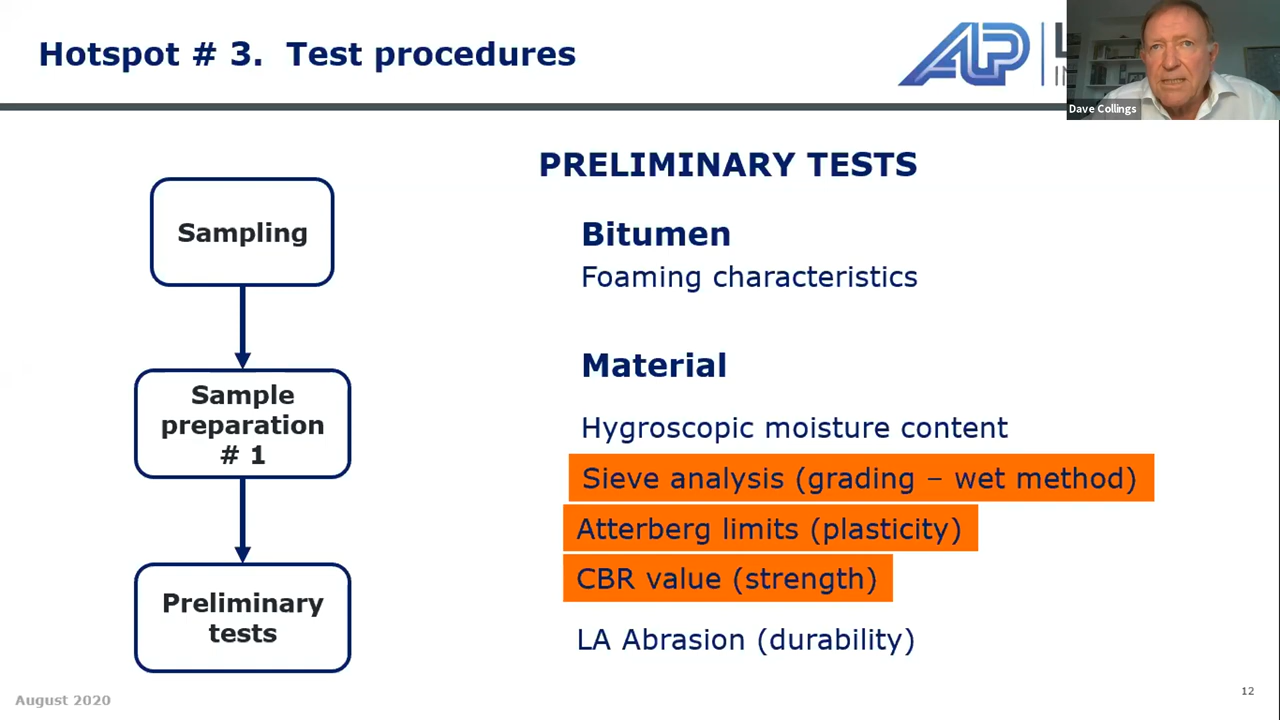 Hotspot # 3. Test procedures
ALP
Dave Collings
PRELIMINARY TESTS
Sampling
Sample
preparation
# 1
Preliminary
tests
Bitumen
Foaming characteristics
Material
Hygroscopic moisture content
Sieve analysis (grading – wet method)
Atterberg limits (plasticity)
CBR value (strength)
LA Abrasion (durability)
August 2020
12